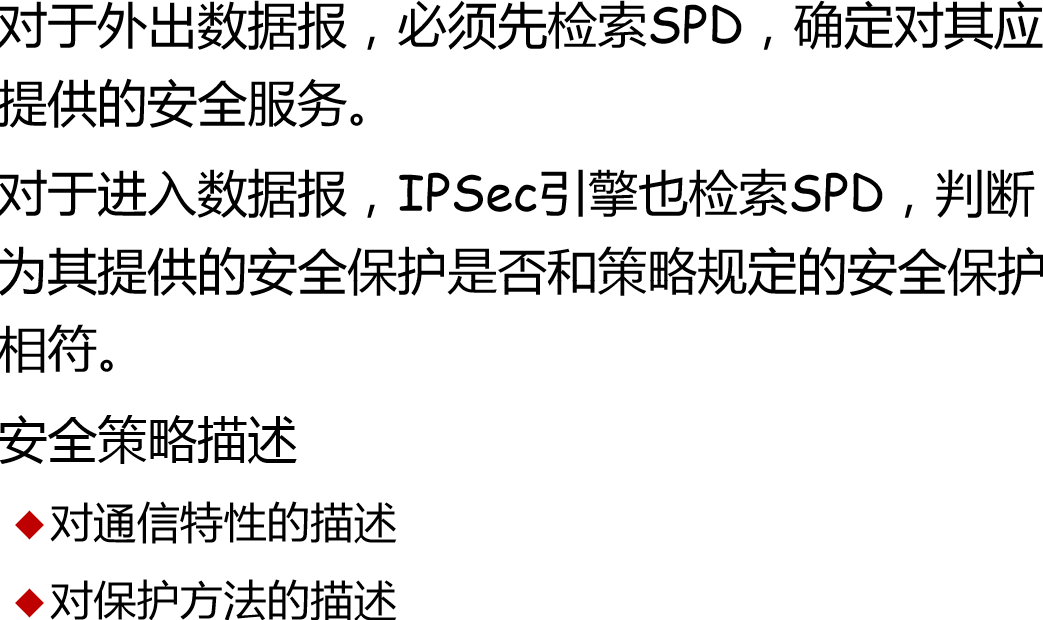 对于外出数据报，必须先检索SPD，确定对其应
提供的安全服务。
对于进入数据报，IPSec引擎也检索SPD，判断
为其提供的安全保护是否和策略规定的安全保护
相符。
安全策略描述
◆对通信特性的描述
◆对保护方法的描述